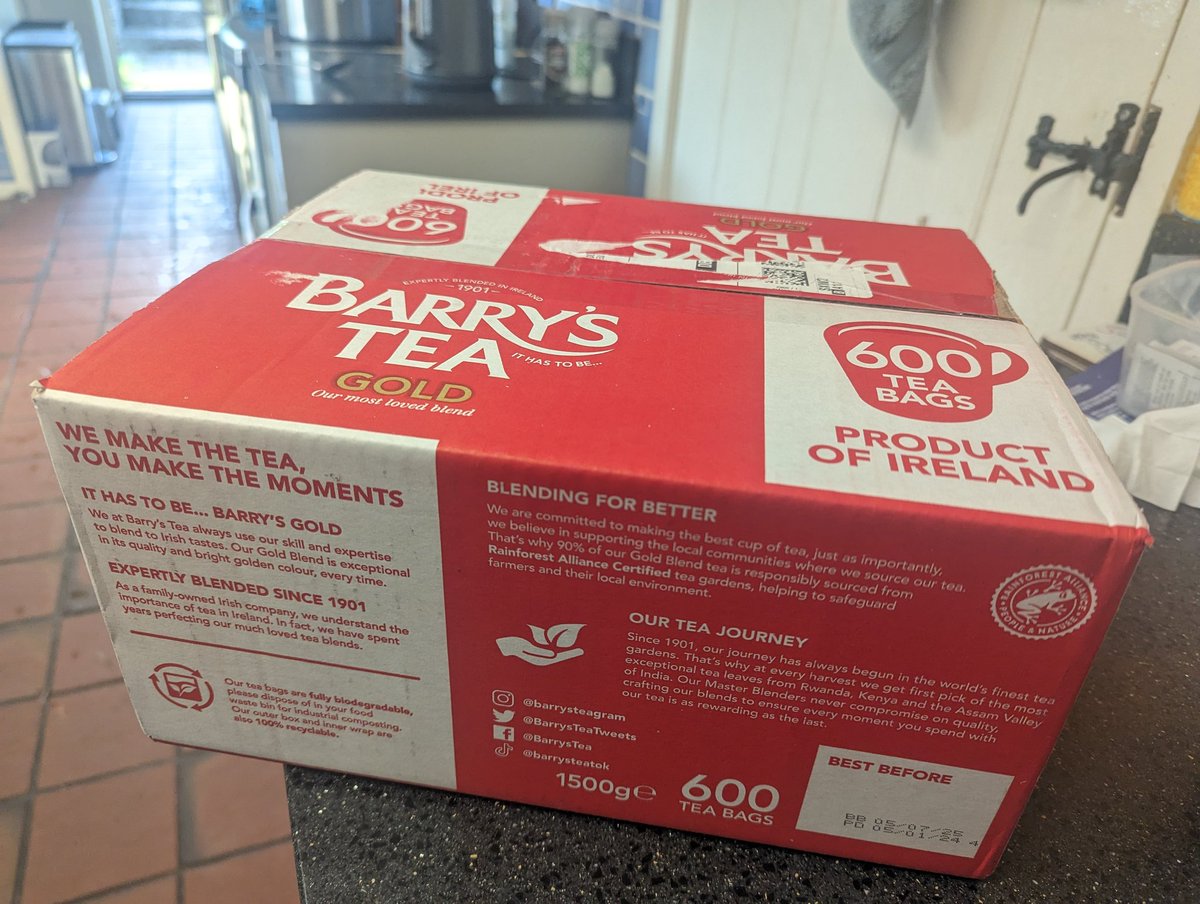 PRODU
OF IREL
600
TEA
BAGS
BARRY'S
TEA
IT HAS TO BE...
GOLD
Our most loved blend
EXPERTLY BLENDED IN IRELAND
1901
BARRY'S
TEA
IT HAS TO BE...
GOLD
Our most loved blend
600
TEA
BAGS
PRODUCT
OF IRELAND
WE MAKE THE TEA,
YOU MAKE THE MOMENTS
IT HAS TO BE... BARRY'S GOLD
We at Barry's Tea always use our skill and expertise
to blend to Irish tastes. Our Gold Blend is exceptional
in its quality and bright golden colour, every time.
EXPERTLY BLENDED SINCE 1901
As a family-owned Irish company, we understand the
importance of tea in Ireland. In fact, we have spent
years perfecting our much loved tea blends.
Our tea bags are fully biodegradable,
please dispose of in your food
waste bin for industrial composting.
Our outer box and inner wrap are
also 100% recyclable.
BLENDING FOR BETTER
We are committed to making the best cup of tea, just as importantly,
we believe in supporting the local communities where we source our tea.
That's why 90% of our Gold Blend tea is responsibly sourced from
Rainforest Alliance Certified tea gardens, helping to safeguard
farmers and their local environment.
RAINFOREST ALLIANCE
PEOPLE & NATURE
OUR TEA JOURNEY
Since 1901, our journey has always begun in the world's finest tea
gardens. That's why at every harvest we get first pick of the most
exceptional tea leaves from Rwanda, Kenya and the Assam Valley
of India. Our Master Blenders never compromise on quality,
crafting our blends to ensure every moment you spend with
our tea is as rewarding as the last.
@barrysteagram
@BarrysTeaTweets
@BarrysTea
@barrysteatok
1500g℮
600
TEA BAGS
BEST BEFORE
BB 05/07/25
PD 05/01/24 4